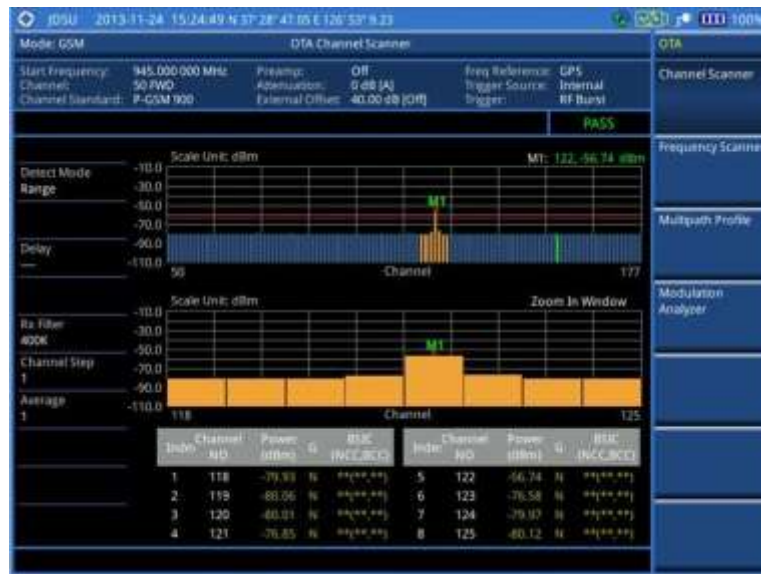 JDSU 2013-11-24 15:24:49 N 37° 28' 47.05 E 126° 53' 9.23 100%
Mode: GSM OTA Channel Scanner OTA
Start Frequency: 945.000 000 MHz Preamp: Off Freq Reference: GPS
Channel: 50 FWD Attenuation: 0 dB [A] Trigger Source: Internal
Channel Standard: P-GSM 900 External Offset: 40.00 dB [Off] Trigger: RF Burst
Channel Scanner
PASS
Frequency Scanner
Scale Unit: dBm M1: 122, -56.74 dBm
Detect Mode
Range
-10.0
-30.0
-50.0
-70.0
-90.0
-110.0
M1
Multipath Profile
Delay
50 Channel 177
Modulation
Analyzer
Scale Unit: dBm Zoom In Window
-10.0
-30.0
-50.0
-70.0
-90.0
-110.0
M1
Rx Filter
400K
Channel Step
1
Average
1
118 Channel 125
Index Channel NO Power (dBm) G BSIC (NCC,BCC) Index Channel NO Power (dBm) G BSIC (NCC,BCC)
1 118 -79.93 N **(**,**) 5 122 -56.74 N **(**,**)
2 119 -80.06 N **(**,**) 6 123 -76.58 N **(**,**)
3 120 -80.01 N **(**,**) 7 124 -79.97 N **(**,**)
4 121 -76.85 N **(**,**) 8 125 -80.12 N **(**,**)